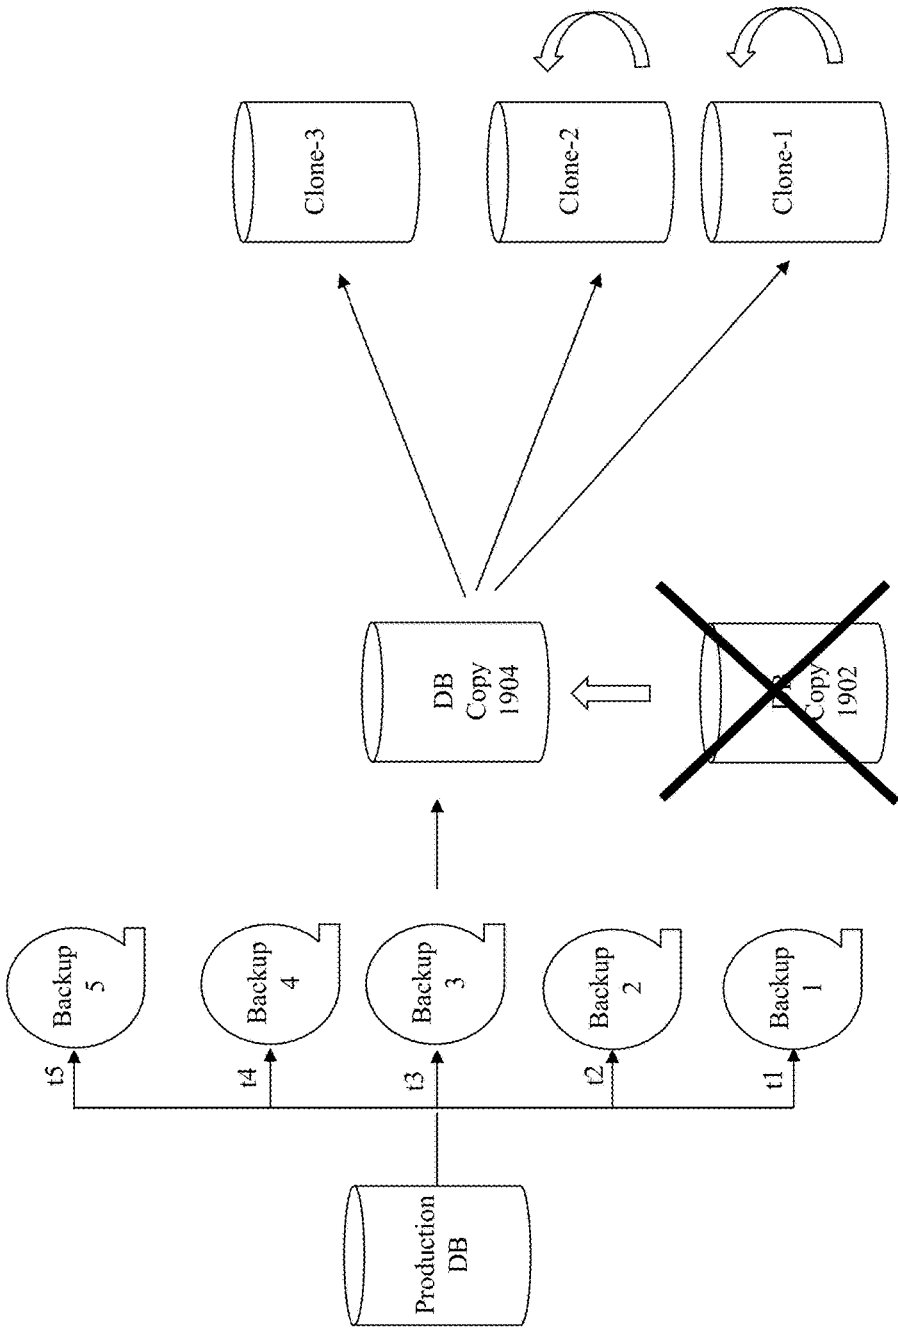 Production
DB
t5
Backup
5
t4
Backup
4
t3
Backup
3
t2
Backup
2
t1
Backup
1
DB
Copy
1904
Copy
1902
Clone-3
Clone-2
Clone-1